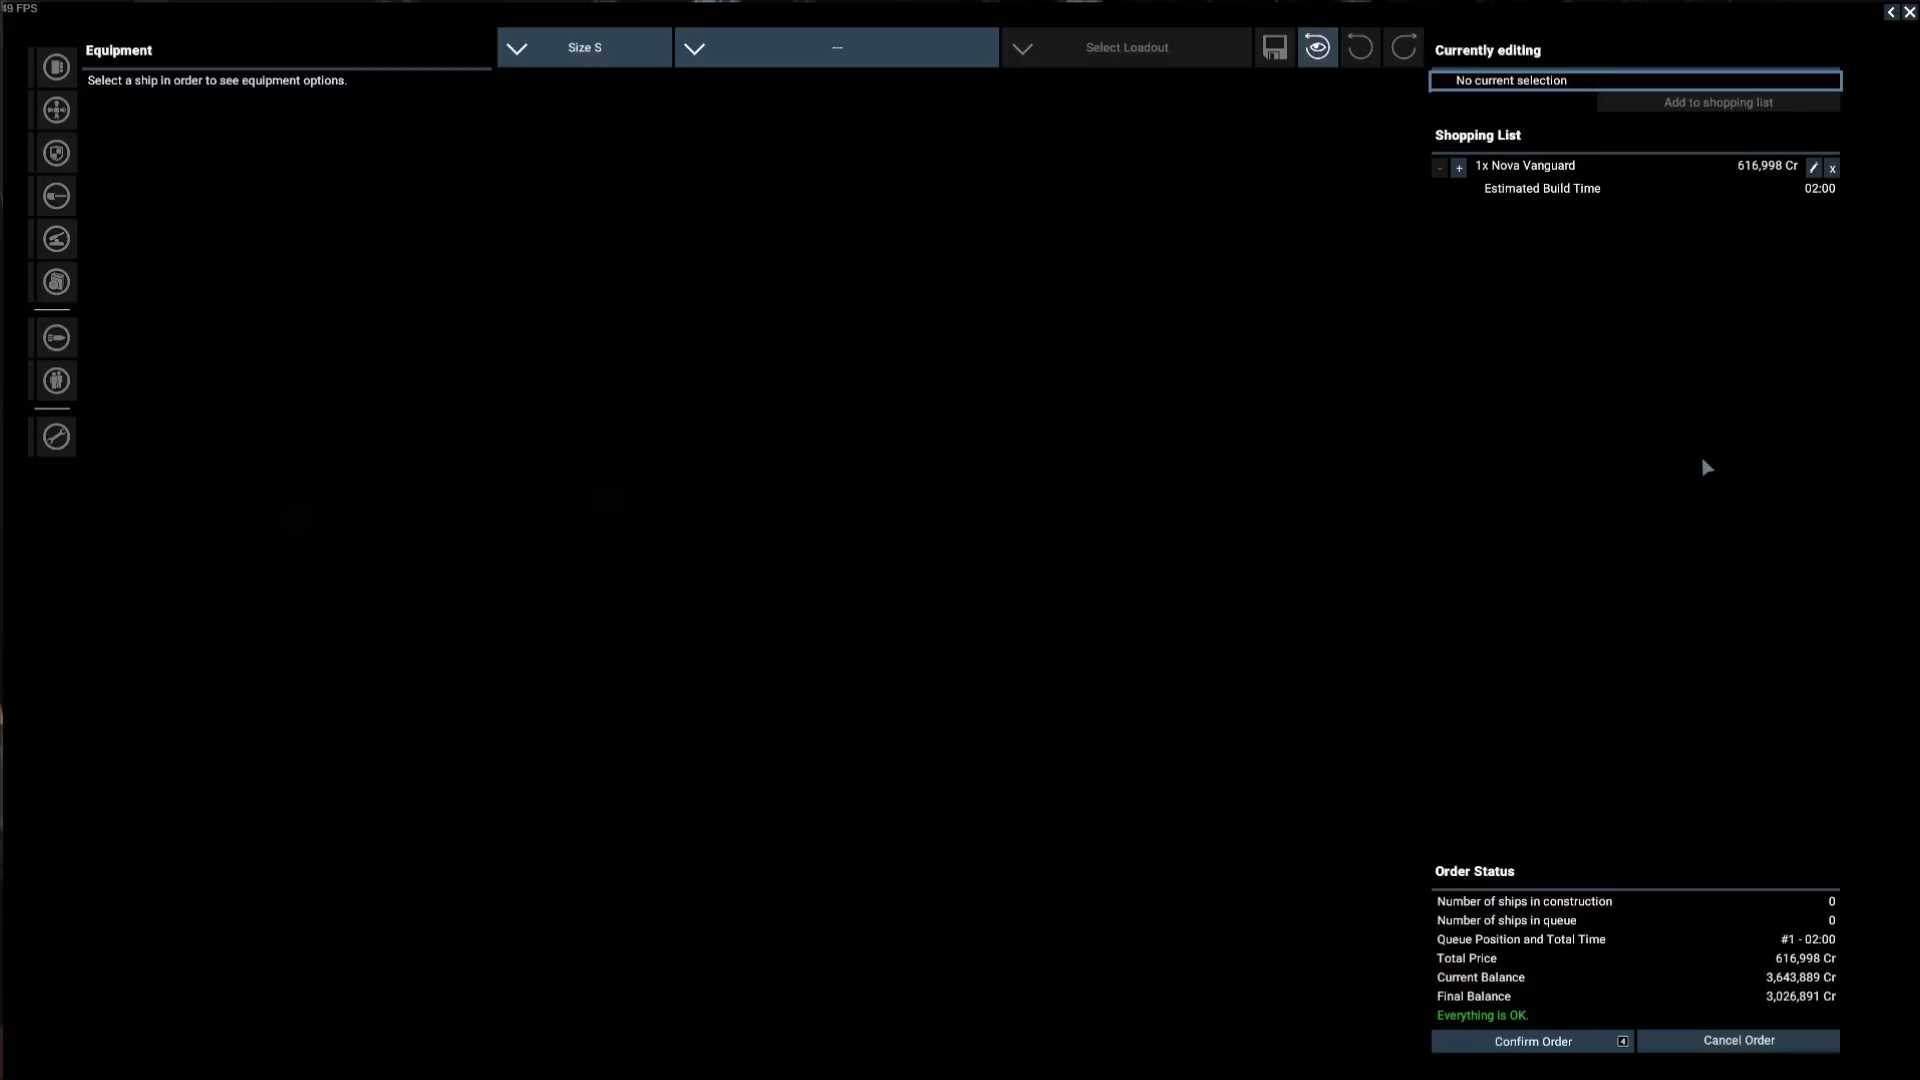 49 FPS
Equipment
Select a ship in order to see equipment options.
Size S
---
Select Loadout
Currently editing
No current selection
Add to shopping list
Shopping List
- + 1x Nova Vanguard 616,998 Cr x
Estimated Build Time 02:00
Order Status
Number of ships in construction 0
Number of ships in queue 0
Queue Position and Total Time #1 - 02:00
Total Price 616,998 Cr
Current Balance 3,643,889 Cr
Final Balance 3,026,891 Cr
Everything is OK.
Confirm Order 4
Cancel Order